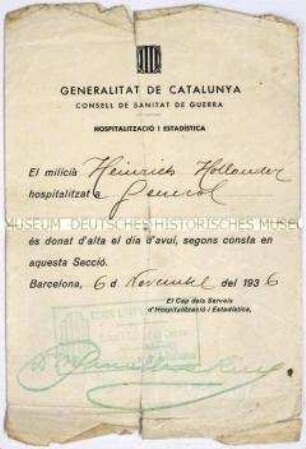 GENERALITAT DE CATALUNYA
CONSELL DE SANITAT DE GUERRA
HOSPITALITZACIÓ I ESTADÍSTICA
El milicià Heinrich Hollander
hospitalitzat a General
MUSEUM DEUTSCHES HISTORISCHES MUSEUM
és donat d'alta el dia d'avui, segons consta en
aquesta Secció.
Barcelona, 6 d Novembre del 1936
El Cap dels Serveis
d'Hospitalització i Estadística,